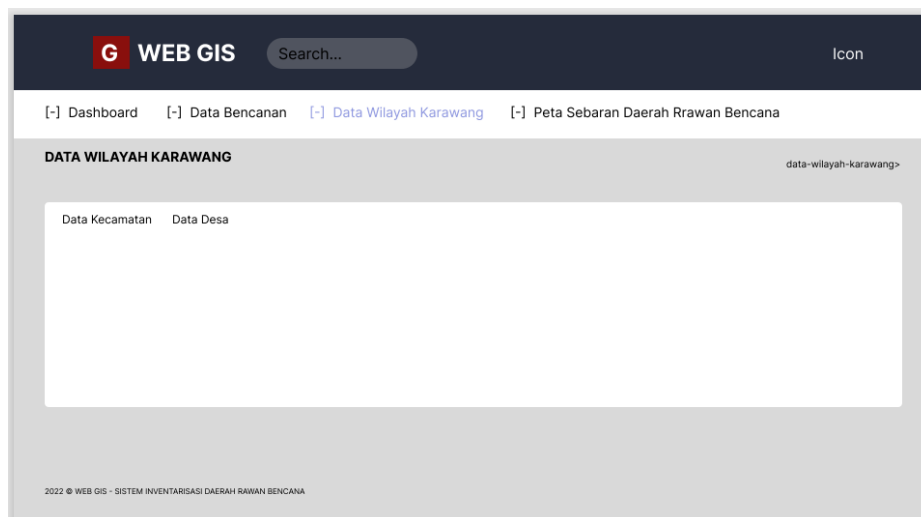 G WEB GIS Search... Icon
[-] Dashboard [-] Data Bencanan [-] Data Wilayah Karawang [-] Peta Sebaran Daerah Rrawan Bencana
DATA WILAYAH KARAWANG
data-wilayah-karawang>
Data Kecamatan Data Desa
2022 © WEB GIS - SISTEM INVENTARISASI DAERAH RAWAN BENCANA